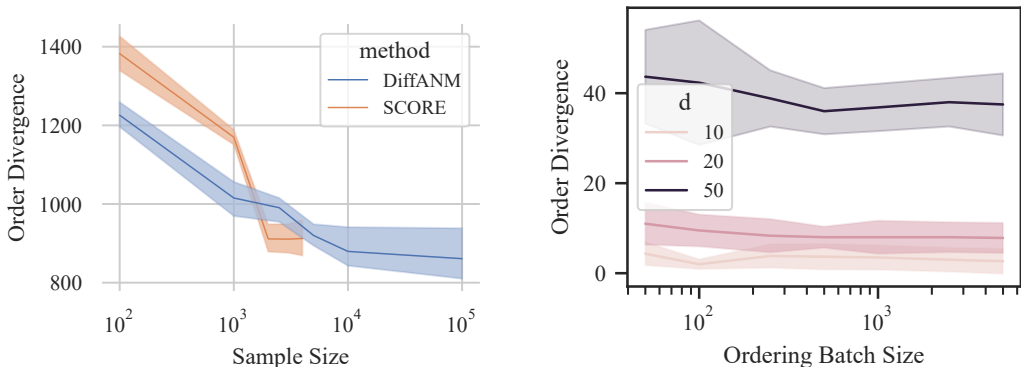 Order Divergence
1400
1200
1000
800
method
DiffANM
SCORE
10^2
10^3
10^4
10^5
Sample Size
Order Divergence
40
20
0
d
10
20
50
10^2
10^3
Ordering Batch Size